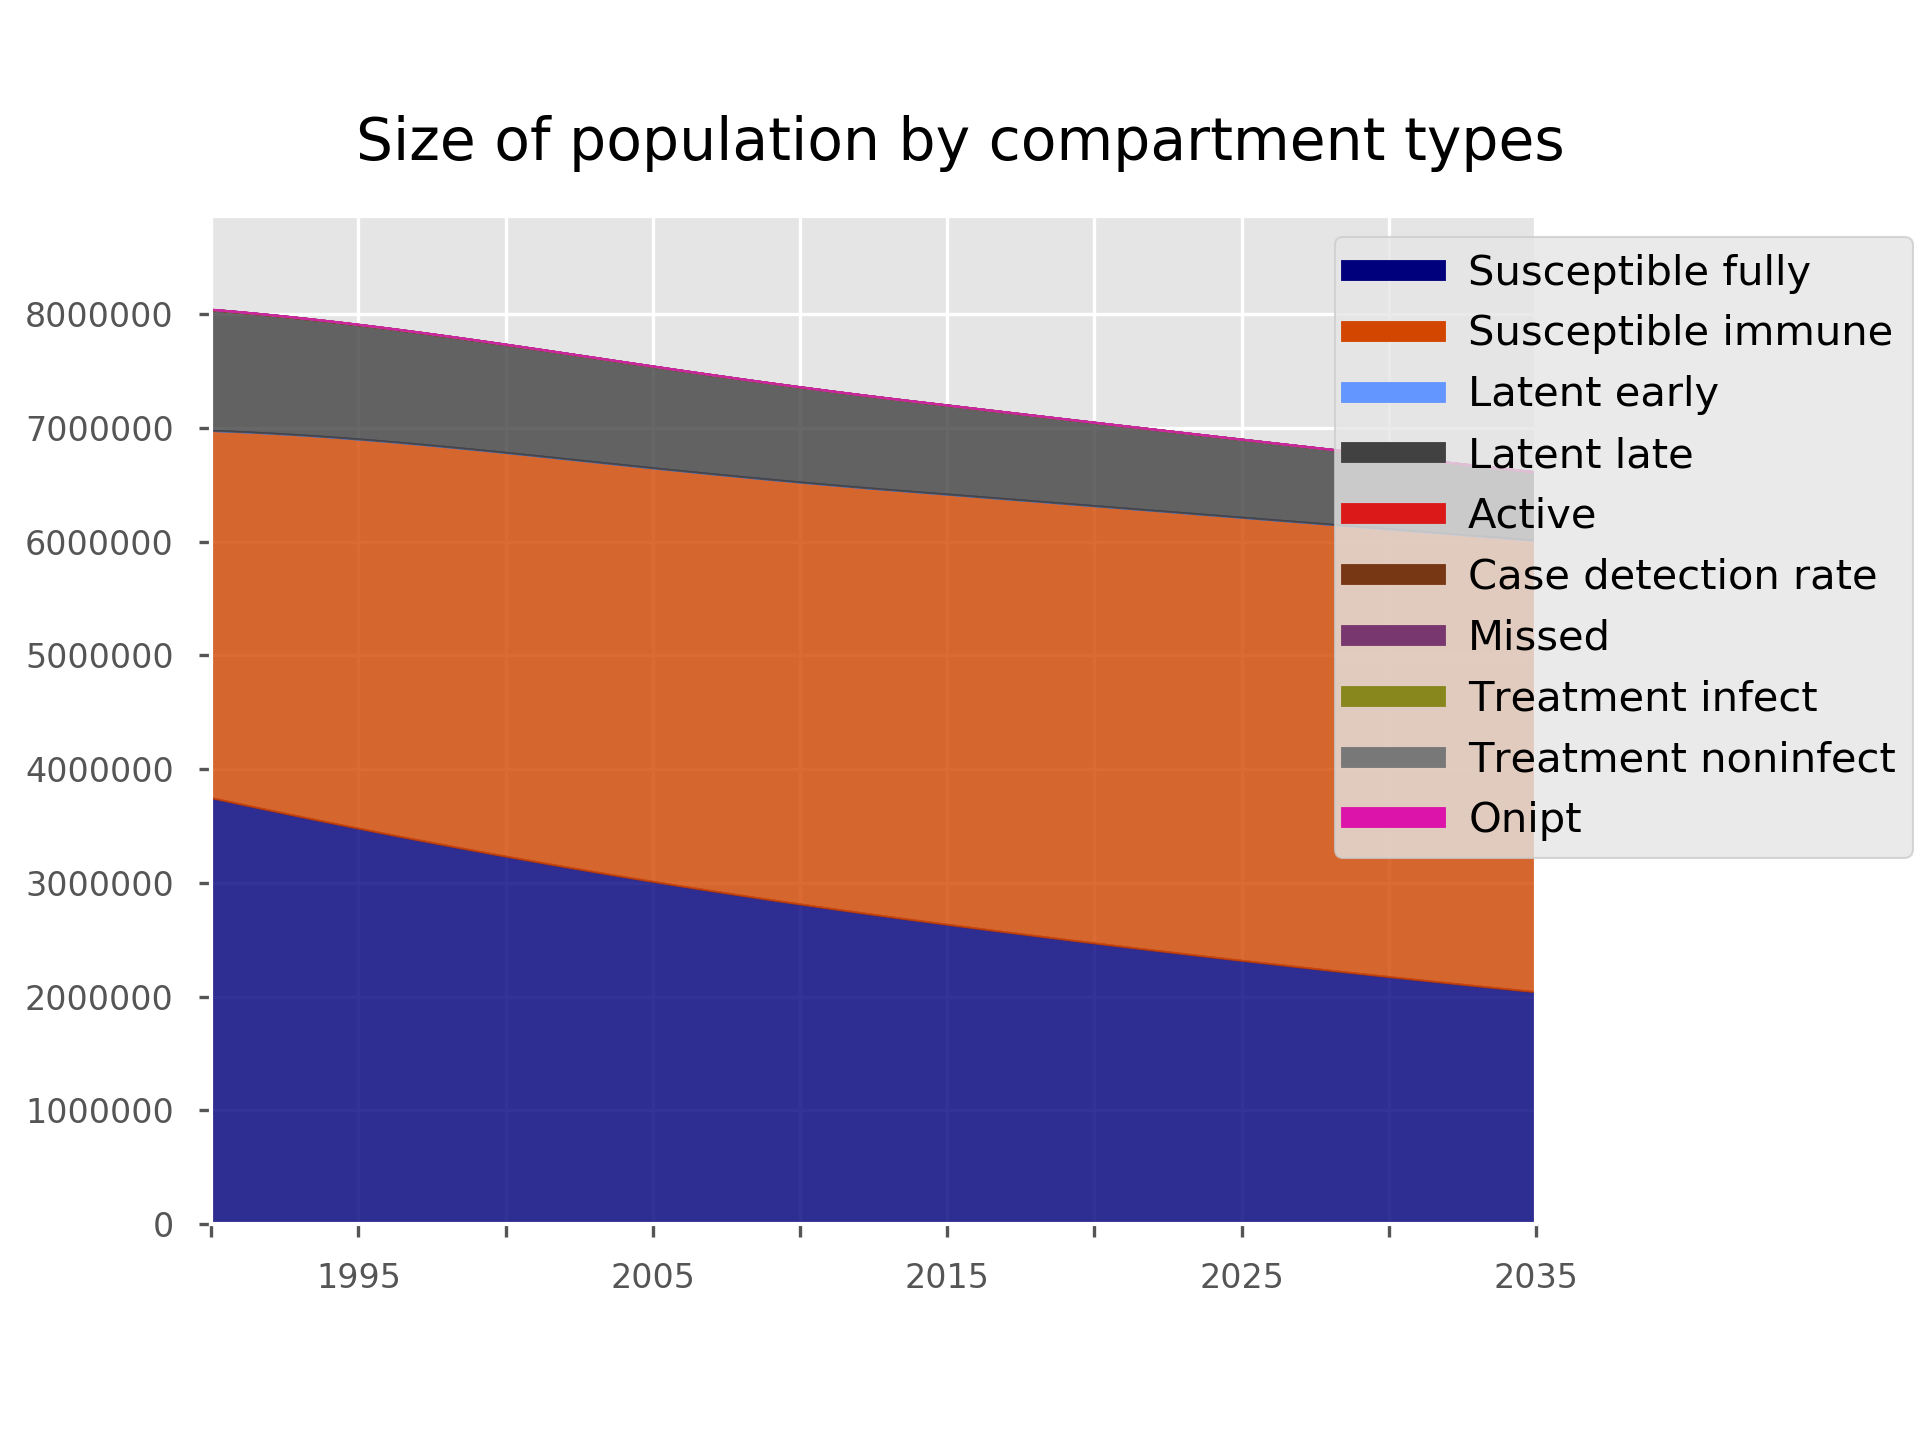 Size of population by compartment types
8000000
7000000
6000000
5000000
4000000
3000000
2000000
1000000
0
1995 2005 2015 2025 2035
Susceptible fully
Susceptible immune
Latent early
Latent late
Active
Case detection rate
Missed
Treatment infect
Treatment noninfect
Onipt